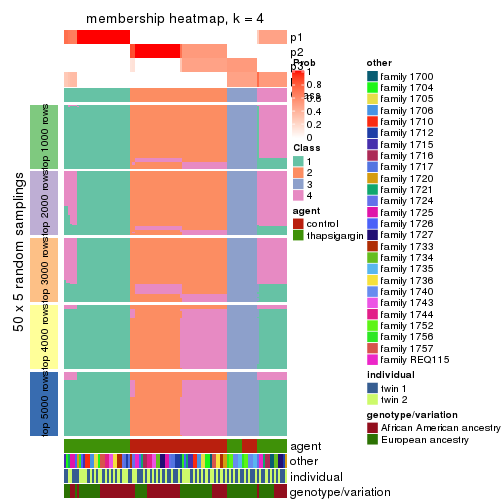 membership heatmap, k = 4
p1
p2
p3
50 x 5 random samplings
top 1000 rows
top 2000 rows
top 3000 rows
top 4000 rows
top 5000 rows
agent
other
individual
genotype/variation
Prob
1
0.8
0.6
0.4
0.2
0
Class
1
2
3
4
agent
control
thapsigargin
other
family 1700
family 1704
family 1705
family 1706
family 1710
family 1712
family 1715
family 1716
family 1717
family 1720
family 1721
family 1724
family 1725
family 1726
family 1727
family 1733
family 1734
family 1735
family 1736
family 1740
family 1743
family 1744
family 1752
family 1756
family 1757
family REQ115
individual
twin 1
twin 2
genotype/variation
African American ancestry
European ancestry